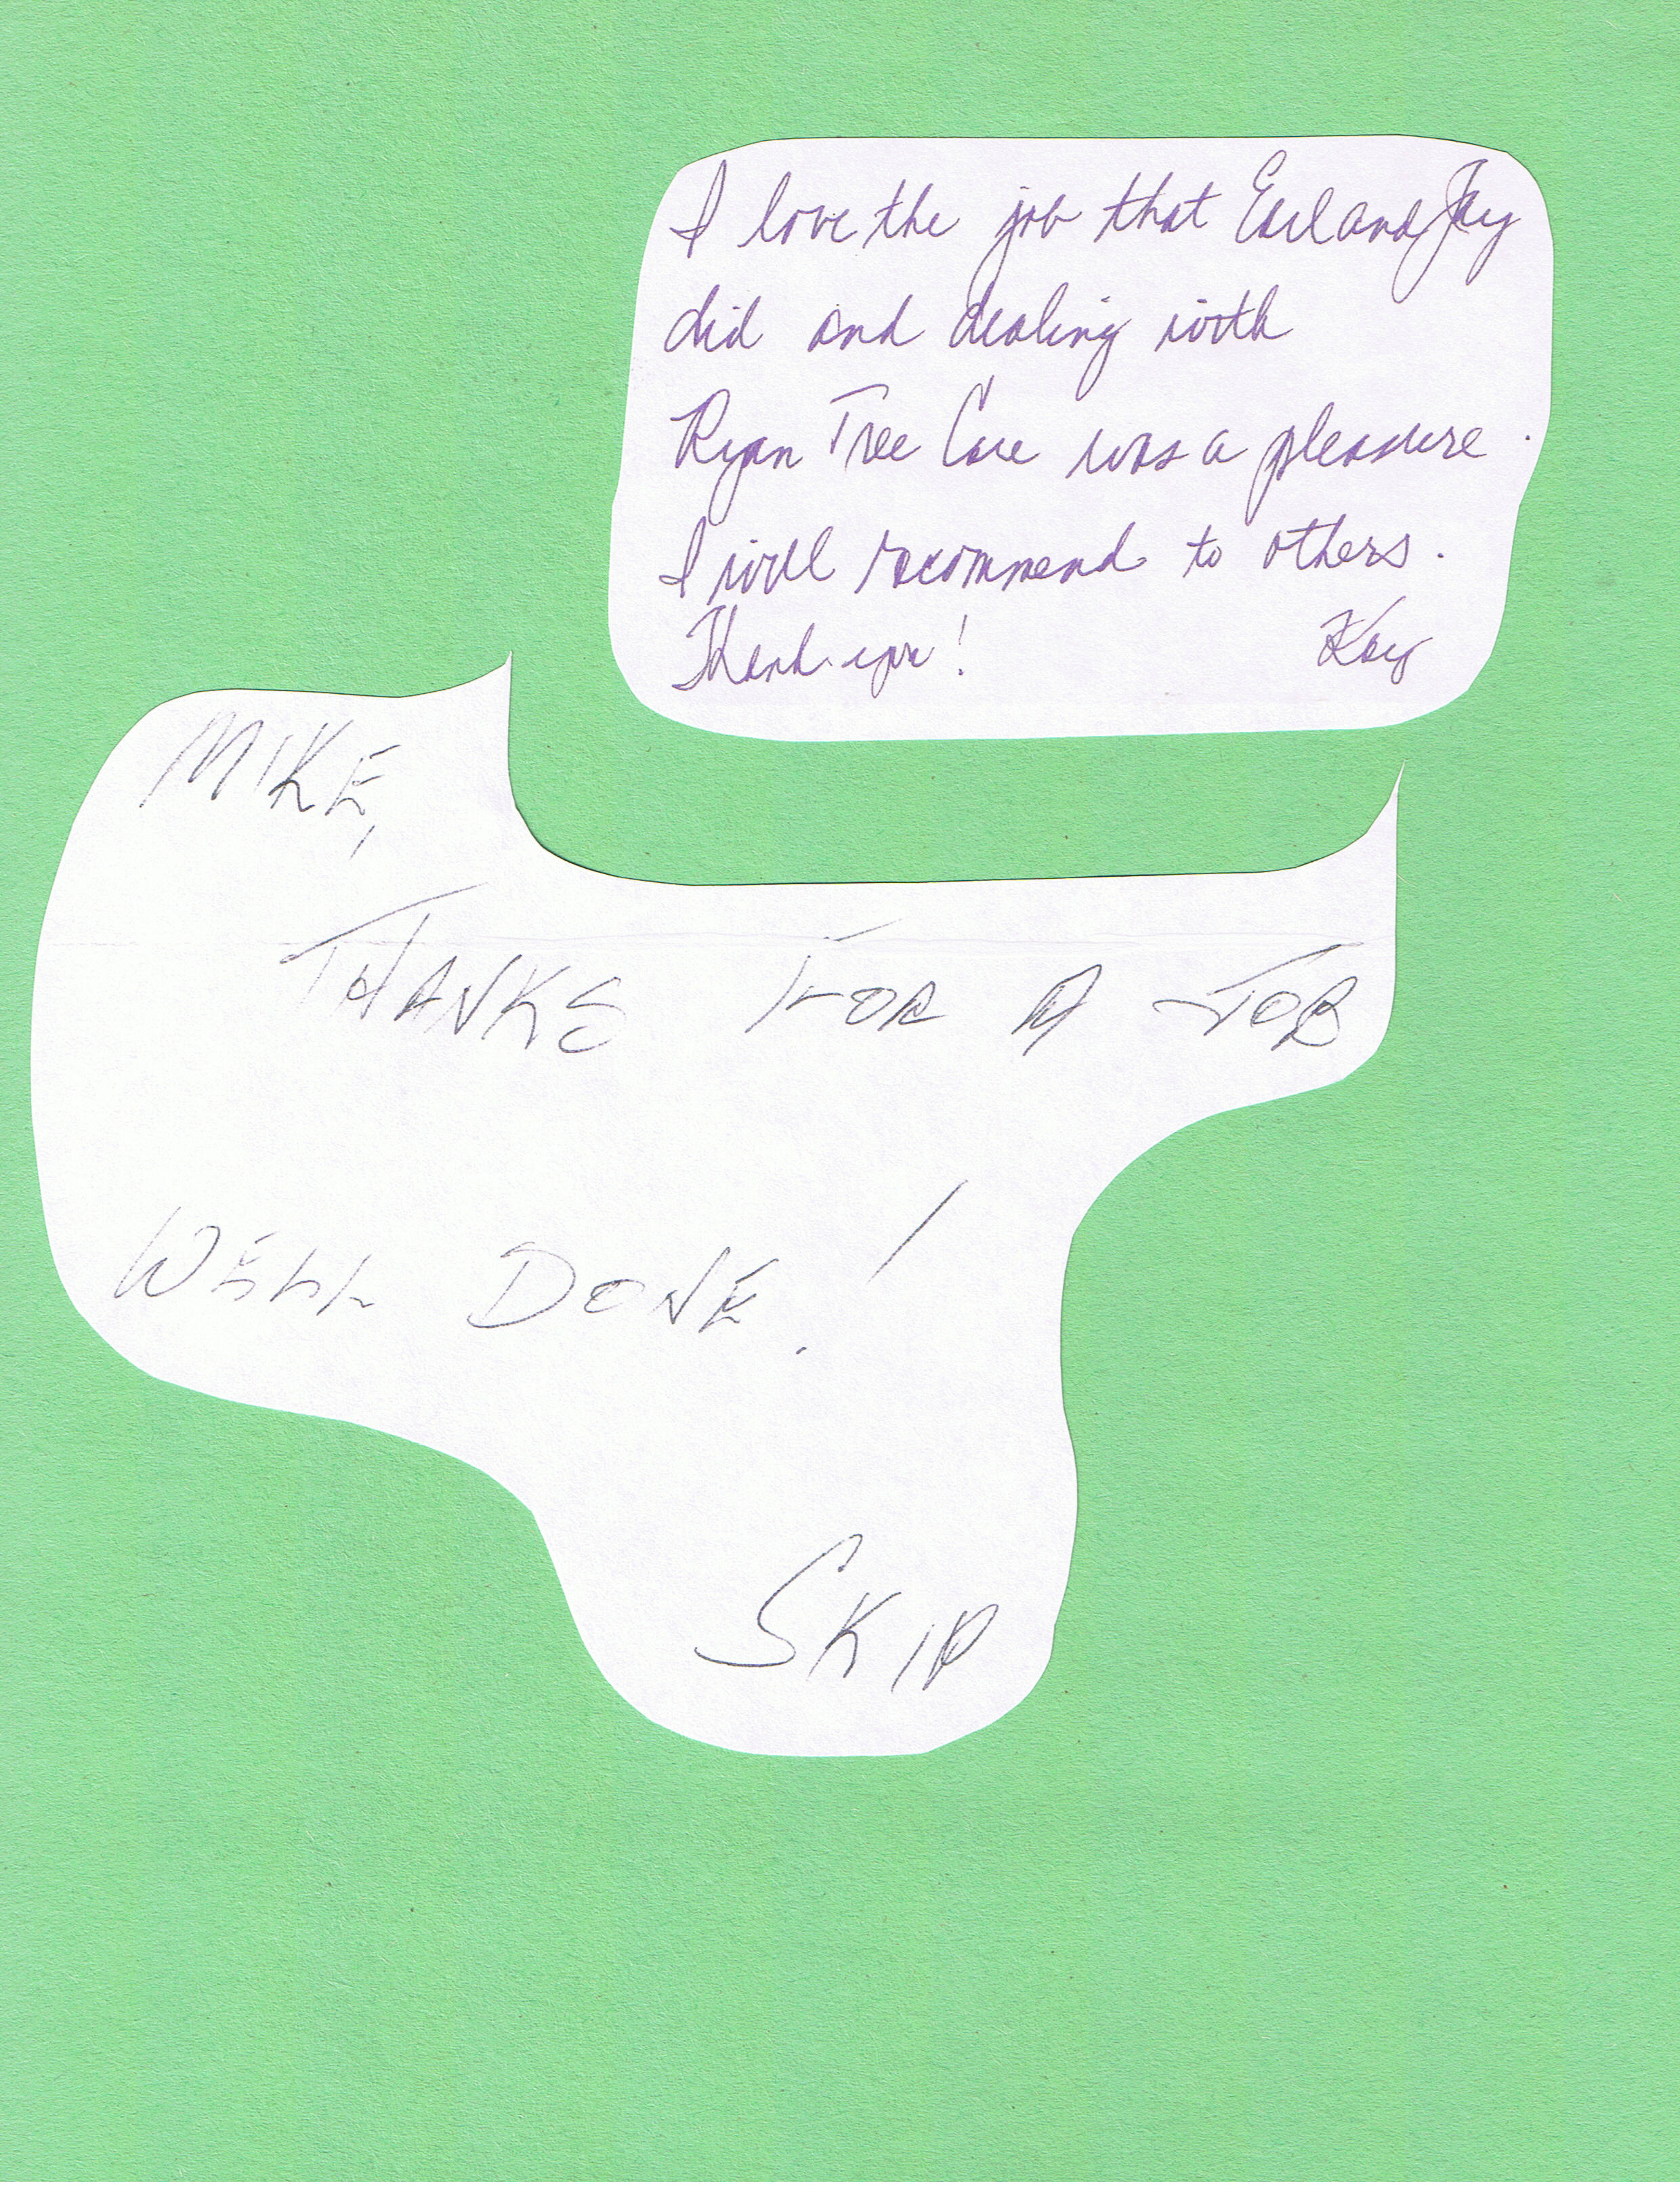 I love the job that Earl and Jay
did and dealing with
Ryan Tree Care was a pleasure.
I will recommend to others.
Thank you! Kay
MIKE,
THANKS FOR A JOB
WELL DONE!
SKIP